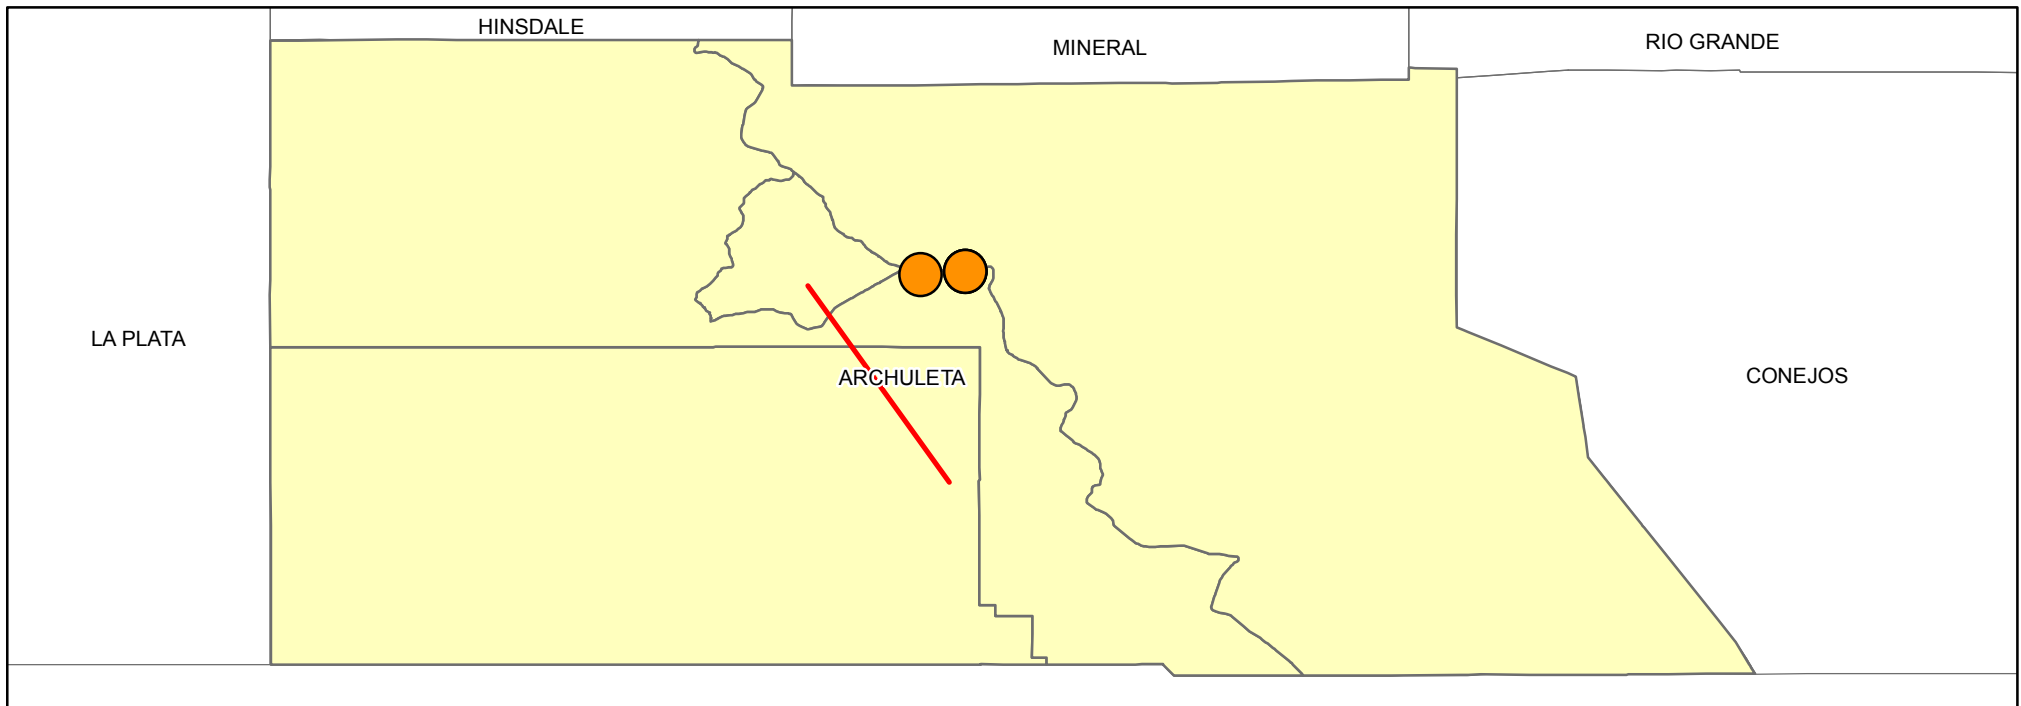 HINSDALE
MINERAL
RIO GRANDE
LA PLATA
ARCHULETA
CONEJOS